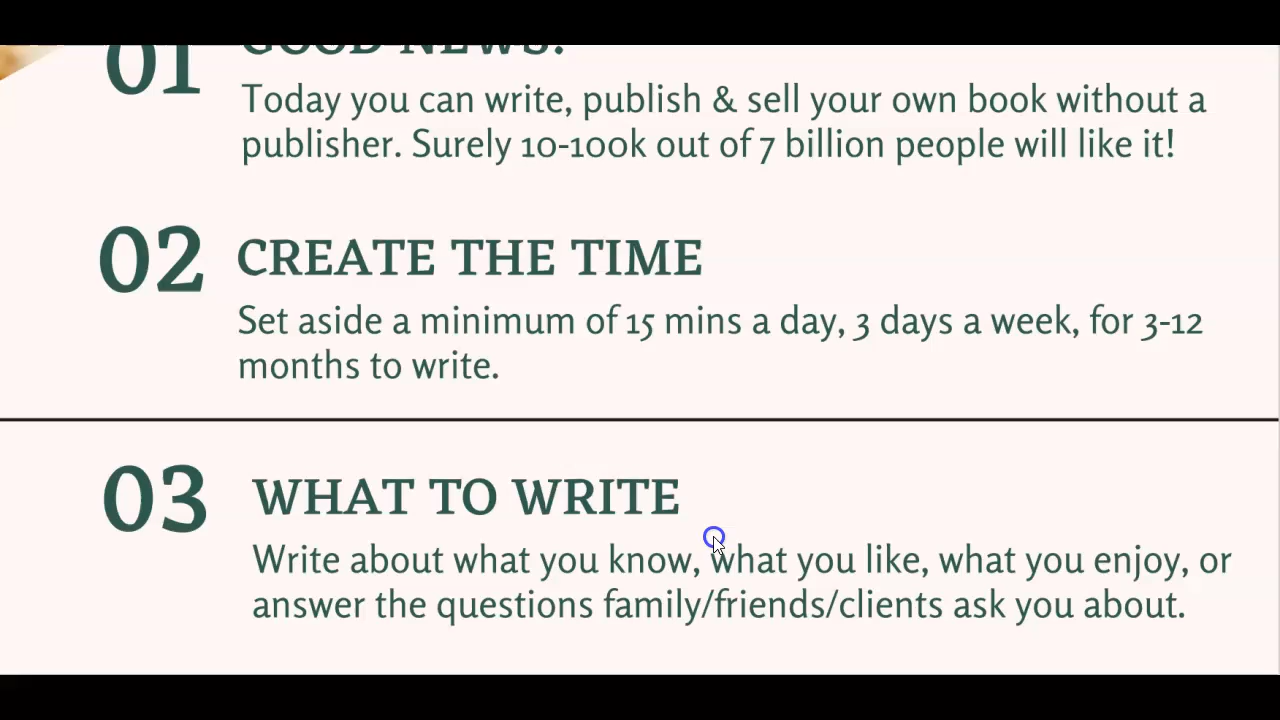 01
GOOD NEWS!
Today you can write, publish & sell your own book without a
publisher. Surely 10-100k out of 7 billion people will like it!
02
CREATE THE TIME
Set aside a minimum of 15 mins a day, 3 days a week, for 3-12
months to write.
03
WHAT TO WRITE
Write about what you know, what you like, what you enjoy, or
answer the questions family/friends/clients ask you about.